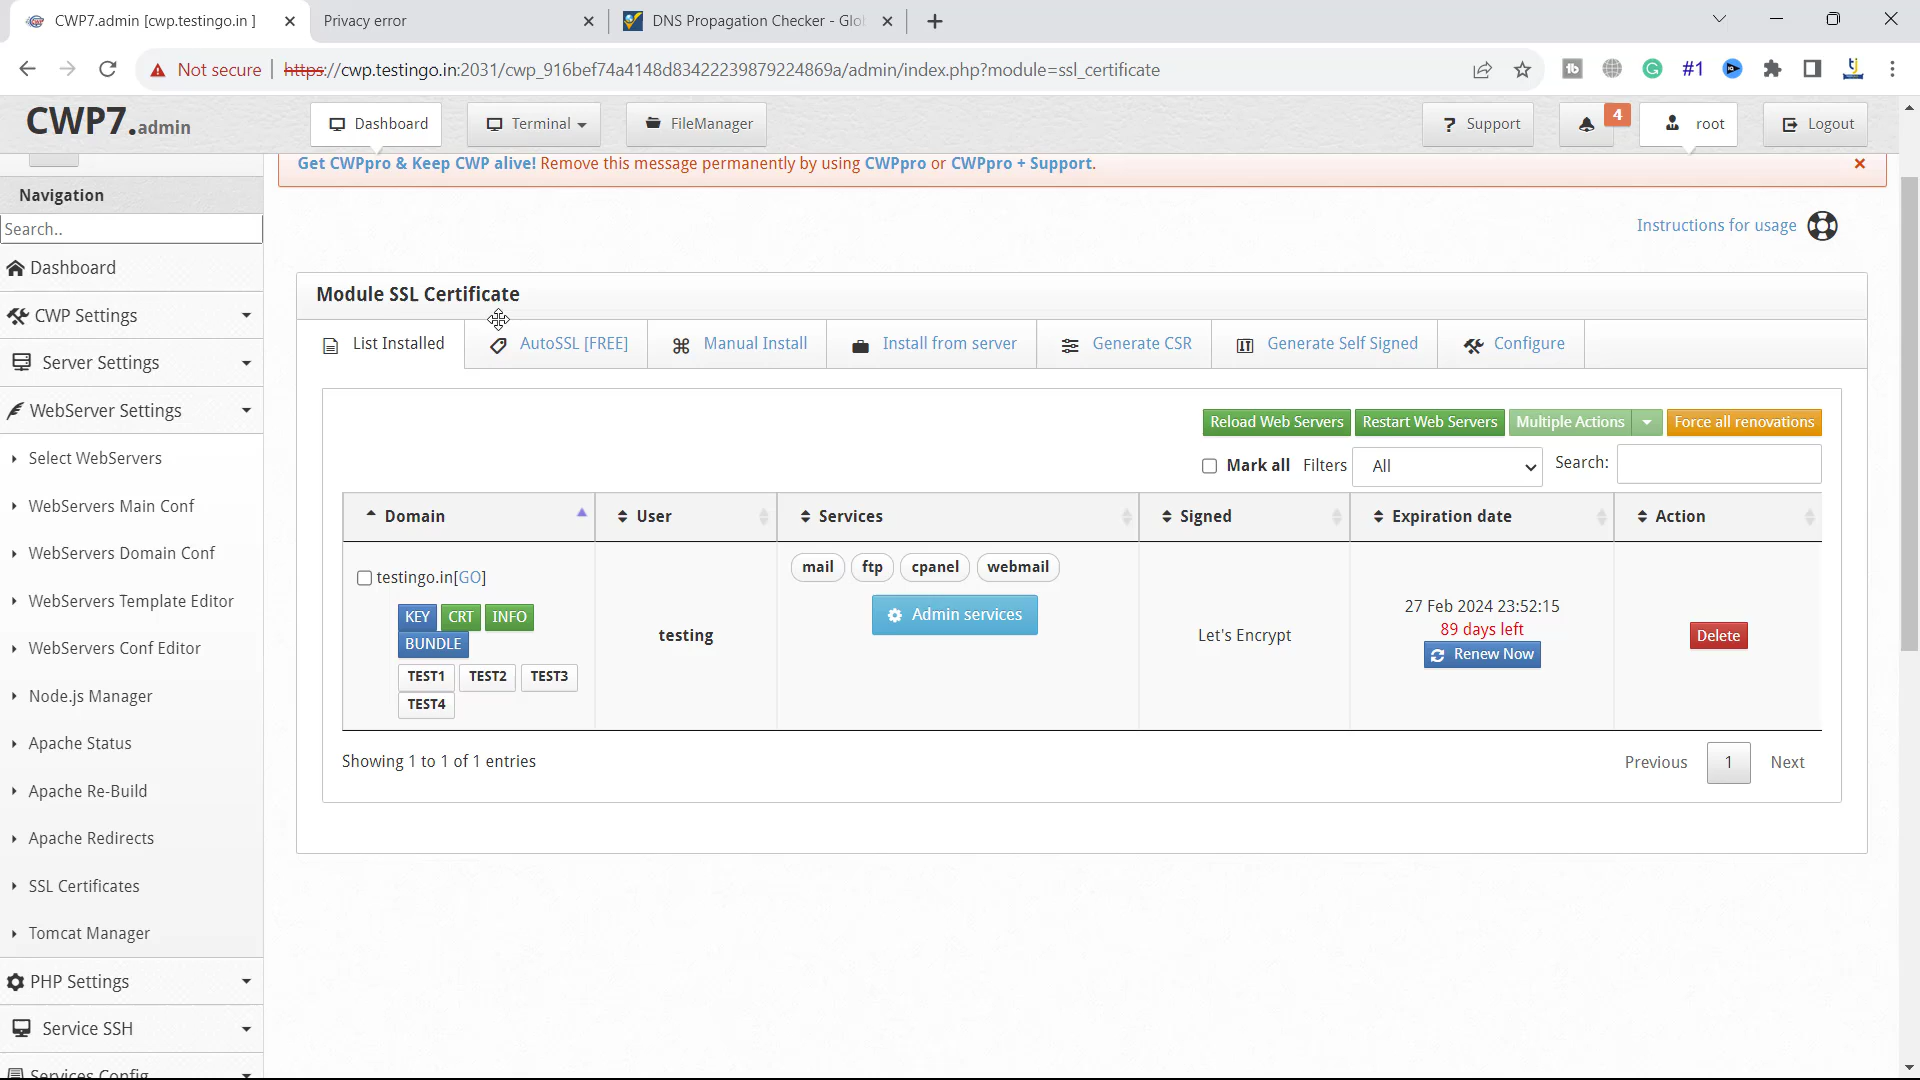 CWP7.admin [cwp.testingo.in ]
Privacy error
DNS Propagation Checker - Glo
Not secure https://cwp.testingo.in:2031/cwp_916bef74a4148d83422239879224869a/admin/index.php?module=ssl_certificate
#1
CWP7.admin
Dashboard
Terminal
FileManager
? Support
4
root
Logout
Get CWPpro & Keep CWP alive! Remove this message permanently by using CWPpro or CWPpro + Support.
Navigation
Search..
Dashboard
CWP Settings
Server Settings
WebServer Settings
Select WebServers
WebServers Main Conf
WebServers Domain Conf
WebServers Template Editor
WebServers Conf Editor
Node.js Manager
Apache Status
Apache Re-Build
Apache Redirects
SSL Certificates
Tomcat Manager
PHP Settings
Service SSH
Services Config
Instructions for usage
Module SSL Certificate
List Installed
AutoSSL [FREE]
Manual Install
Install from server
Generate CSR
Generate Self Signed
Configure
Reload Web Servers
Restart Web Servers
Multiple Actions
Force all renovations
Mark all Filters All Search:
Domain User Services Signed Expiration date Action
testingo.in[GO]
KEY CRT INFO
BUNDLE
TEST1 TEST2 TEST3
TEST4
testing
mail ftp cpanel webmail
Admin services
Let's Encrypt
27 Feb 2024 23:52:15
89 days left
Renew Now
Delete
Showing 1 to 1 of 1 entries
Previous 1 Next